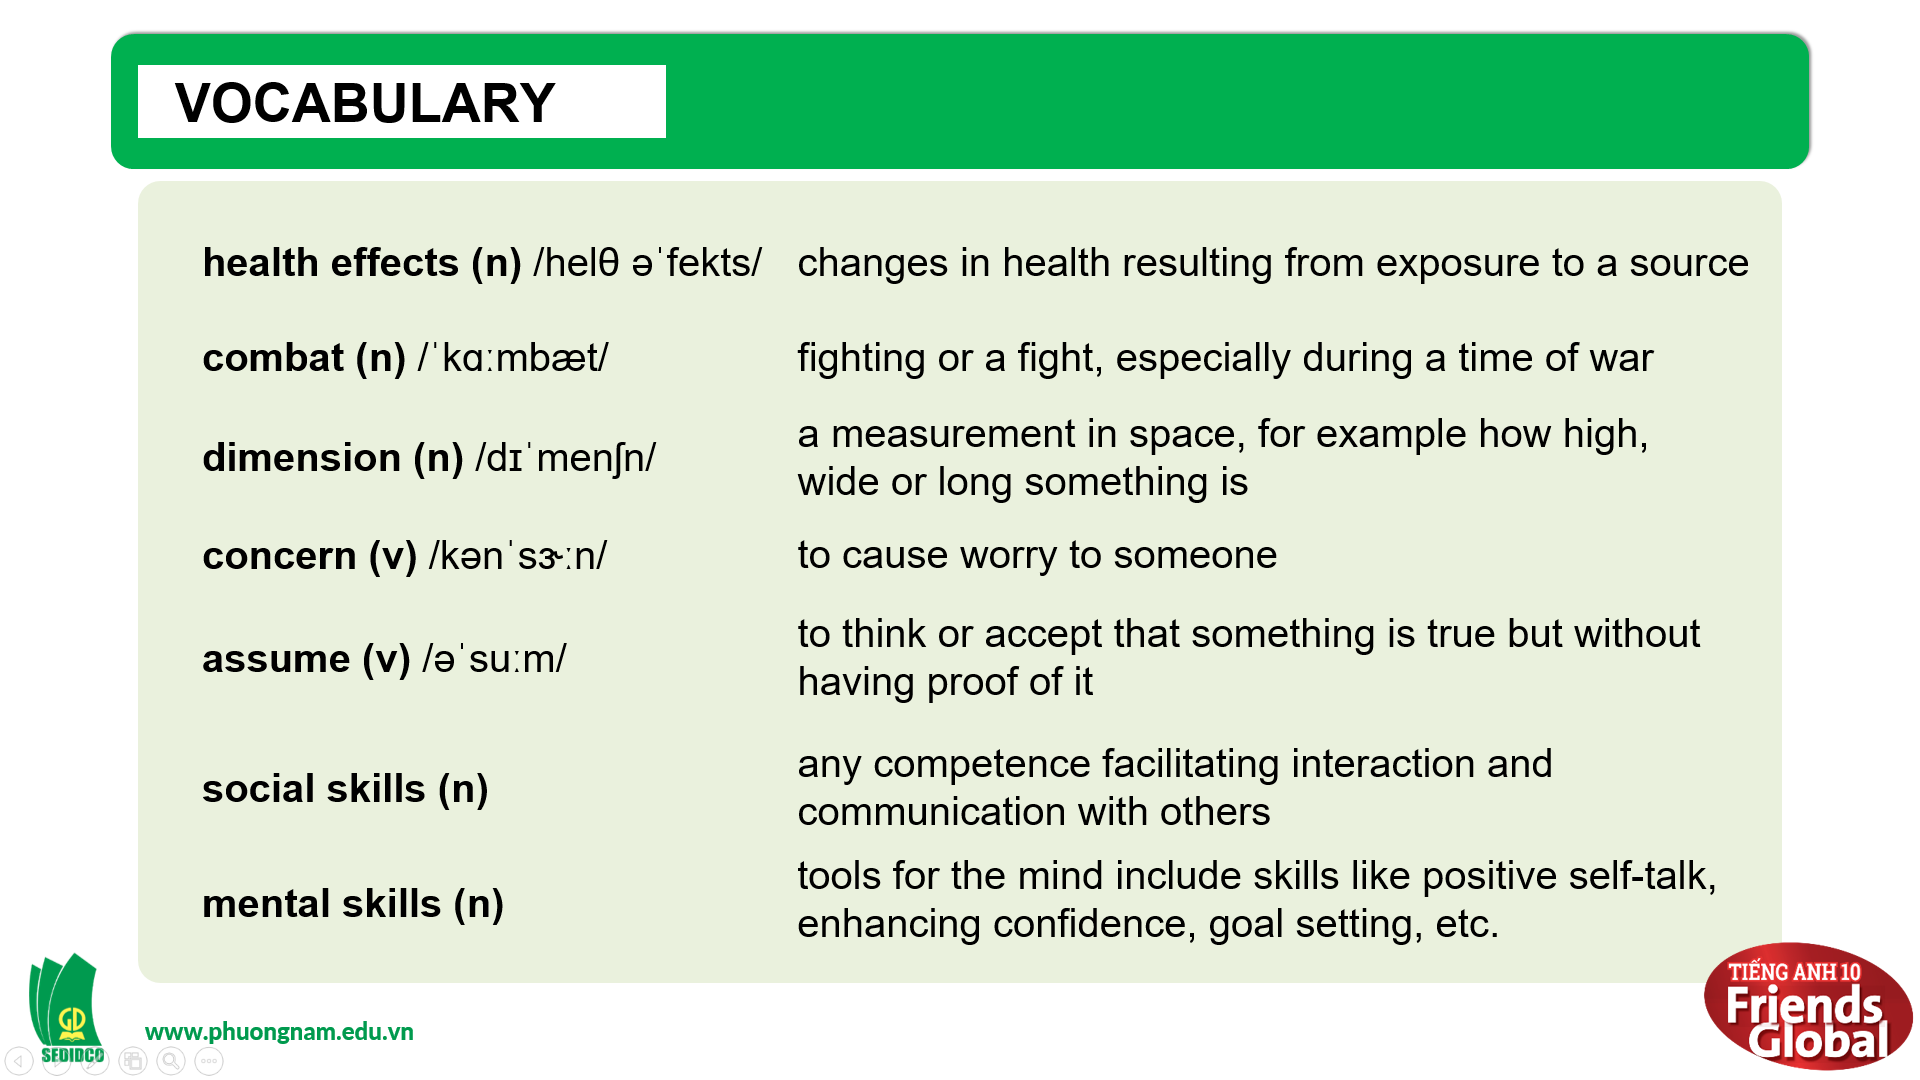 VOCABULARY
health effects (n) /helθ əˈfekts/ changes in health resulting from exposure to a source
combat (n) /ˈkɑːmbæt/ fighting or a fight, especially during a time of war
dimension (n) /dɪˈmenʃn/ a measurement in space, for example how high,
wide or long something is
concern (v) /kənˈsɝːn/ to cause worry to someone
assume (v) /əˈsuːm/ to think or accept that something is true but without
having proof of it
social skills (n) any competence facilitating interaction and
communication with others
mental skills (n) tools for the mind include skills like positive self-talk,
enhancing confidence, goal setting, etc.
GD
SEDIDCO
www.phuongnam.edu.vn
TIẾNG ANH 10
Friends
Global